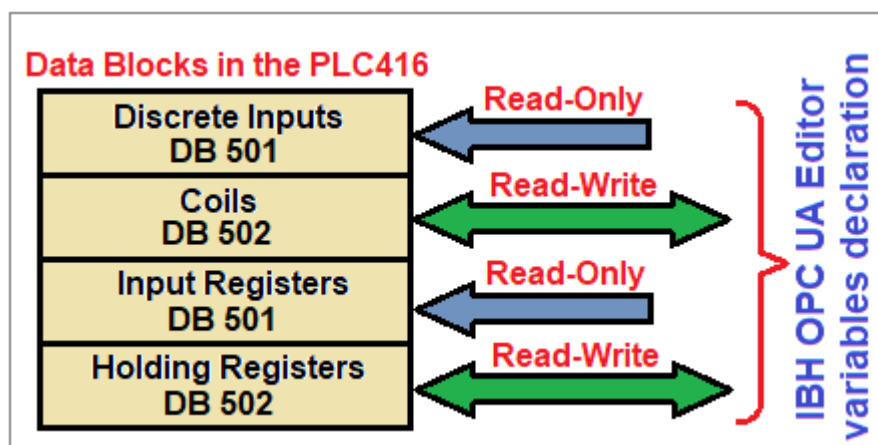 Data Blocks in the PLC416
Discrete Inputs
DB 501
Read-Only
Coils
DB 502
Read-Write
Input Registers
DB 501
Read-Only
Holding Registers
DB 502
Read-Write
IBH OPC UA Editor
variables declaration